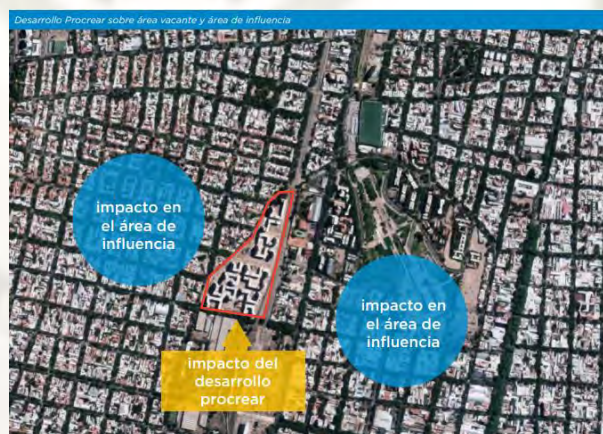 Desarrollo Procrear sobre área vacante y área de influencia
impacto en
el área de
influencia
impacto en
el área de
influencia
impacto del
desarrollo
procrear